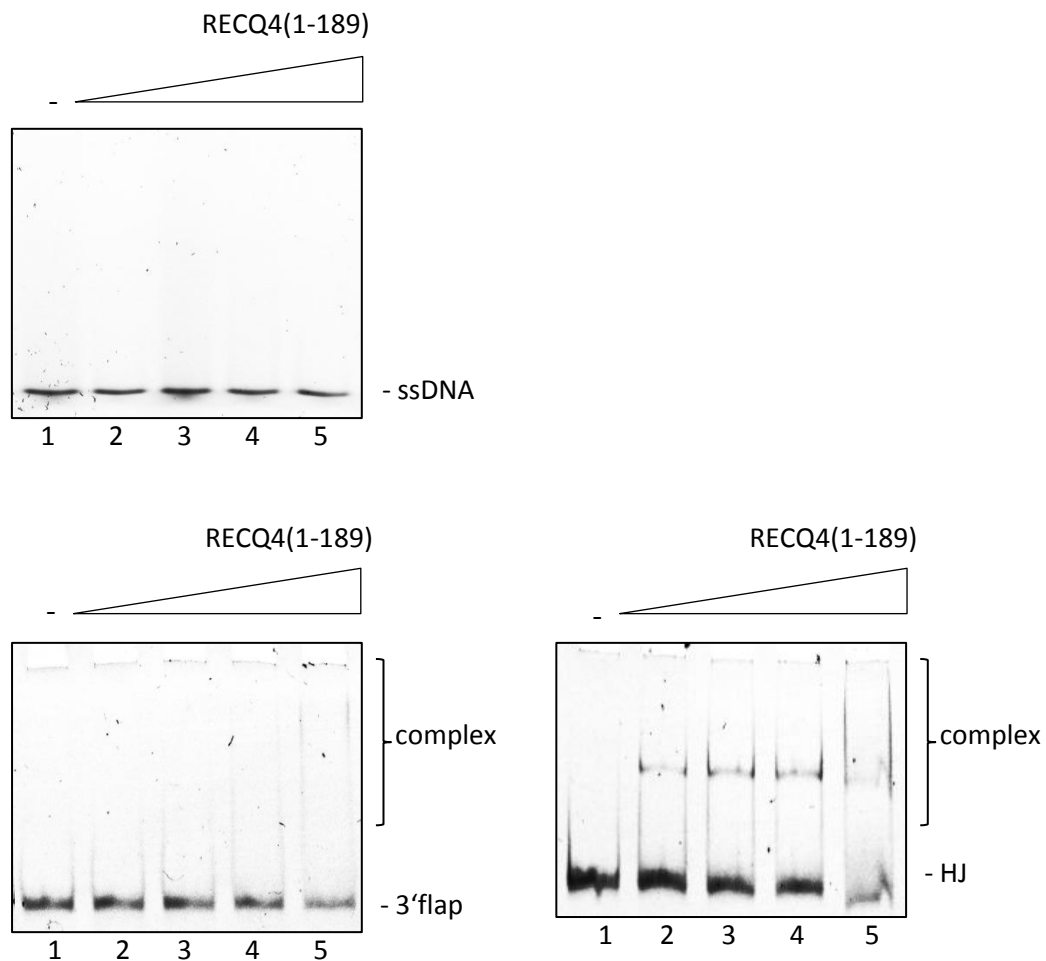 RECQ4(1-189)
-
- ssDNA
1 2 3 4 5
RECQ4(1-189)
-
complex
- 3‘flap
1 2 3 4 5
RECQ4(1-189)
-
complex
- HJ
1 2 3 4 5